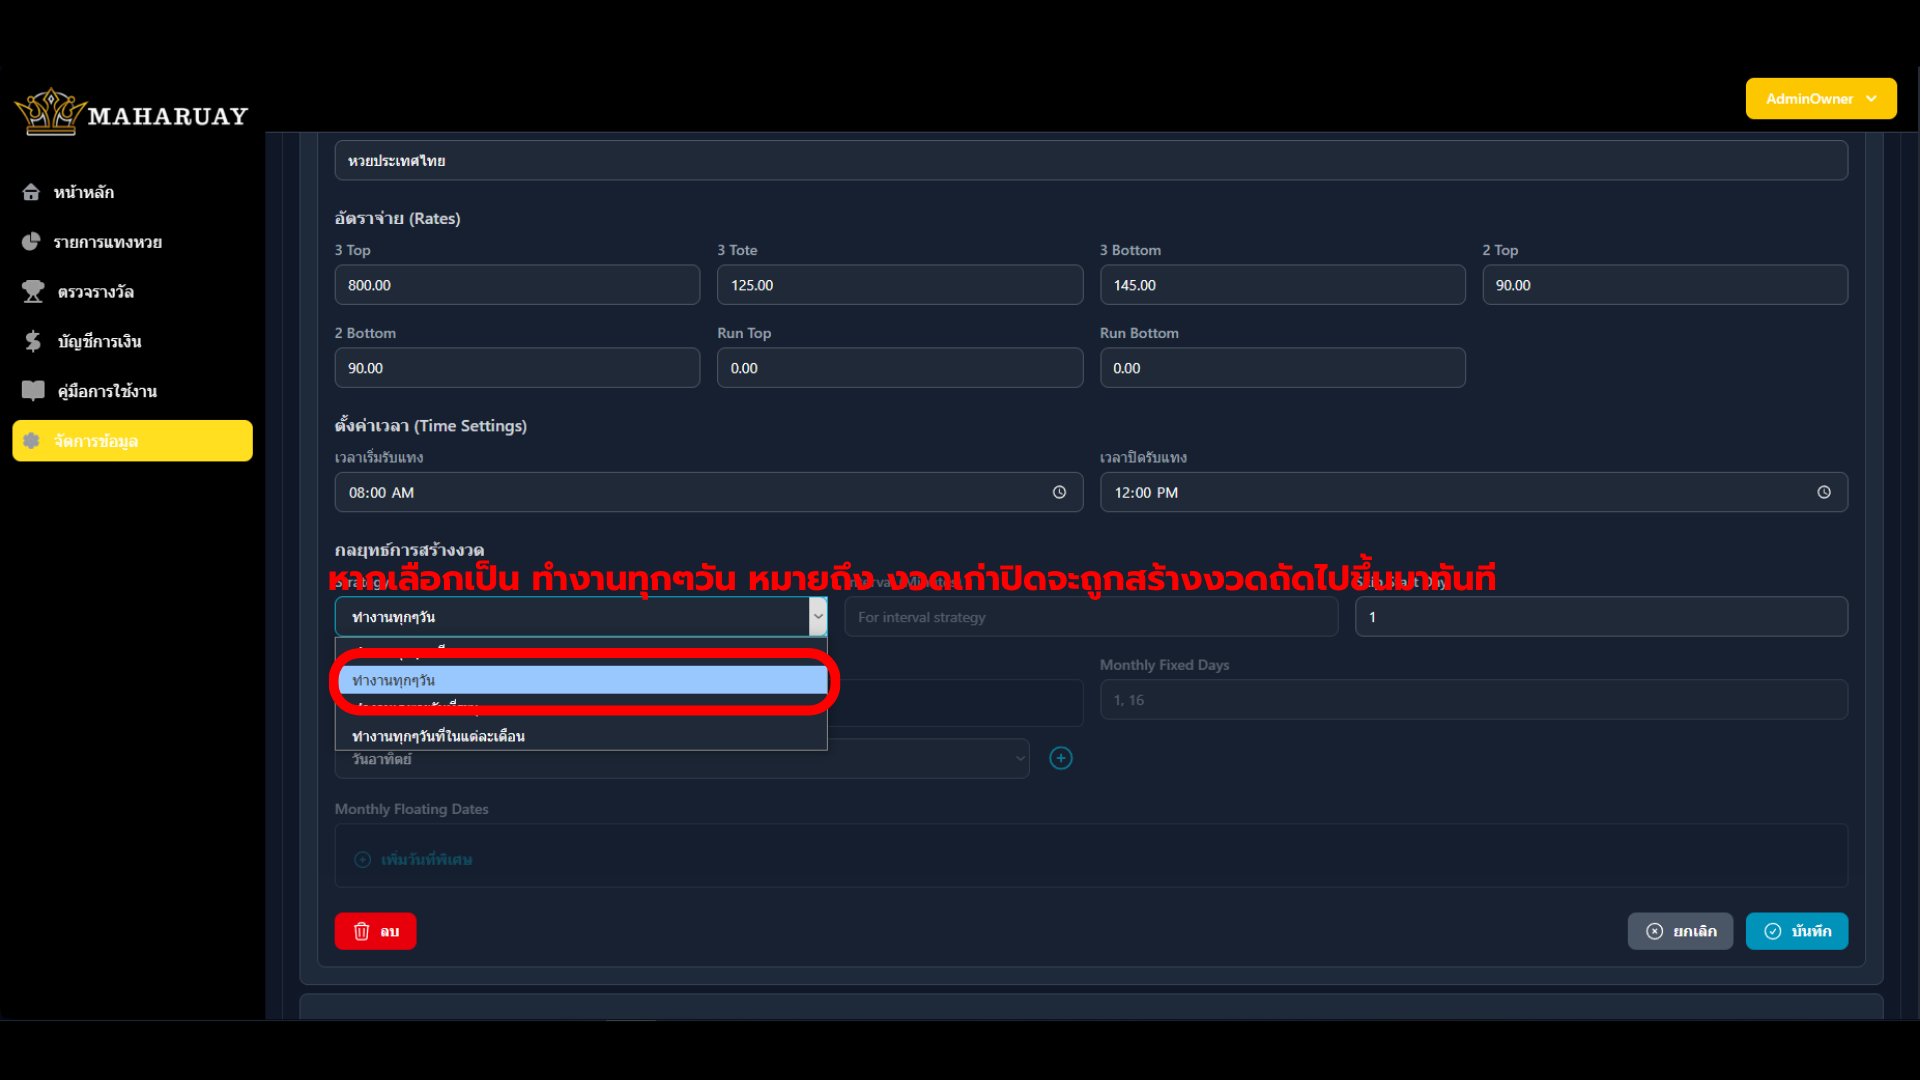 MAHARUAY
AdminOwner
หน้าหลัก
รายการแทงหวย
ตรวจรางวัล
บัญชีการเงิน
คู่มือการใช้งาน
จัดการข้อมูล
หวยประเทศไทย
อัตราจ่าย (Rates)
3 Top
3 Tote
3 Bottom
2 Top
800.00
125.00
145.00
90.00
2 Bottom
Run Top
Run Bottom
90.00
0.00
0.00
ตั้งค่าเวลา (Time Settings)
เวลาเริ่มรับแทง
เวลาปิดรับแทง
08:00 AM
12:00 PM
กลยุทธ์การสร้างงวด
หากเลือกเป็น ทำงานทุกๆวัน หมายถึง งวดเก่าปิดจะถูกสร้างงวดถัดไปขึ้นมาทันที
ทำงานทุกๆวัน
For interval strategy
1
ทำงานทุกๆวัน
ทำงานทุกๆวันที่ในแต่ละเดือน
Monthly Fixed Days
1, 16
วันอาทิตย์
Monthly Floating Dates
เพิ่มวันที่พิเศษ
ลบ
ยกเลิก
บันทึก